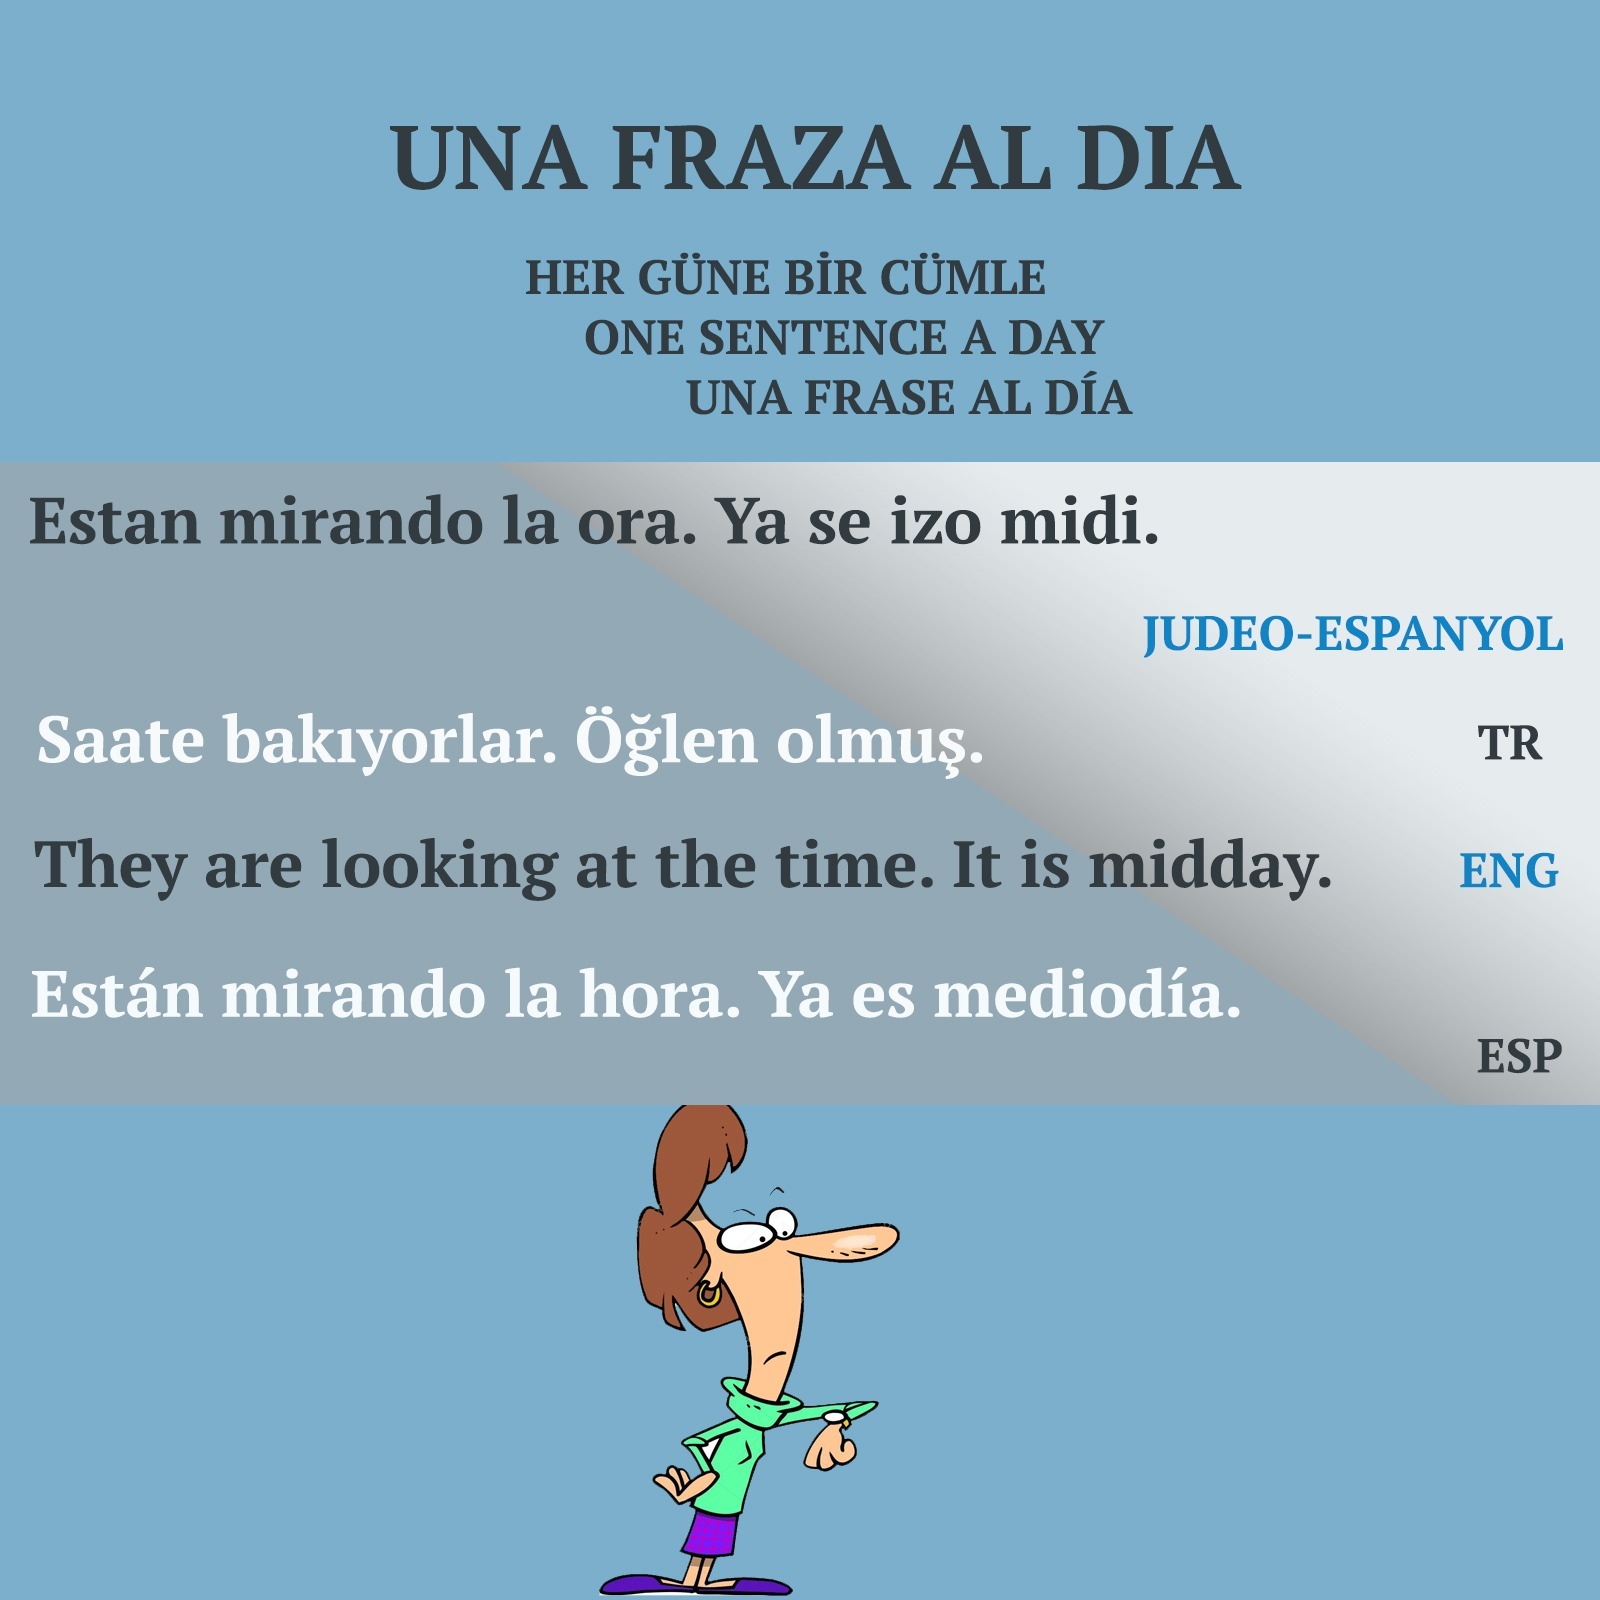 UNA FRAZA AL DIA
HER GÜNE BİR CÜMLE
ONE SENTENCE A DAY
UNA FRASE AL DÍA
Estan mirando la ora. Ya se izo midi.
JUDEO-ESPANYOL
Saate bakıyorlar. Öğlen olmuş.
TR
They are looking at the time. It is midday.
ENG
Están mirando la hora. Ya es mediodía.
ESP